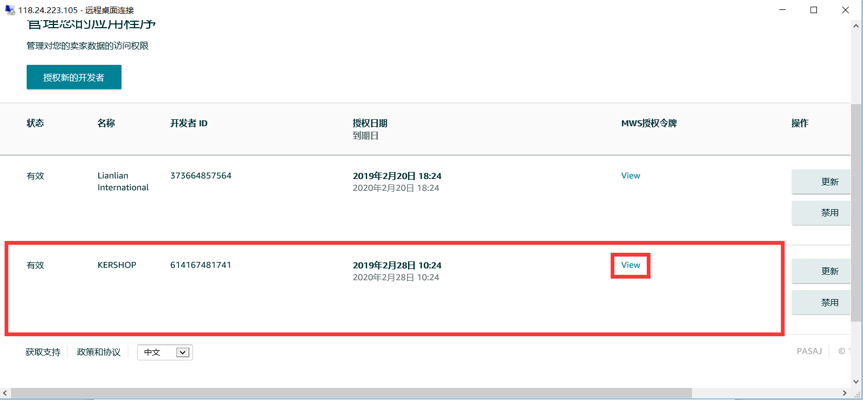 118.24.223.105 - 远程桌面连接
管理您的应用程序
管理对您的卖家数据的访问权限
授权新的开发者
状态 名称 开发者 ID 授权日期 MWS授权令牌 操作
到期日
有效 Lianlian 373664857564 2019年2月20日 18:24 View
International 2020年2月20日 18:24
更新
禁用
有效 KERSHOP 614167481741 2019年2月28日 10:24 View
2020年2月28日 10:24
更新
禁用
获取支持 政策和协议 中文 PASAJ ©